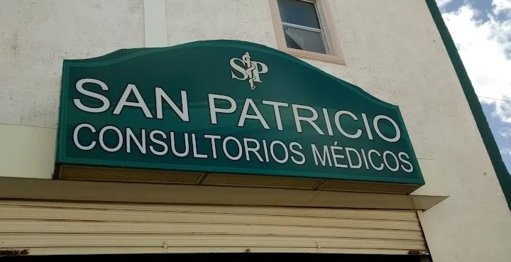 SP
SAN PATRICIO
CONSULTORIOS MÉDICOS